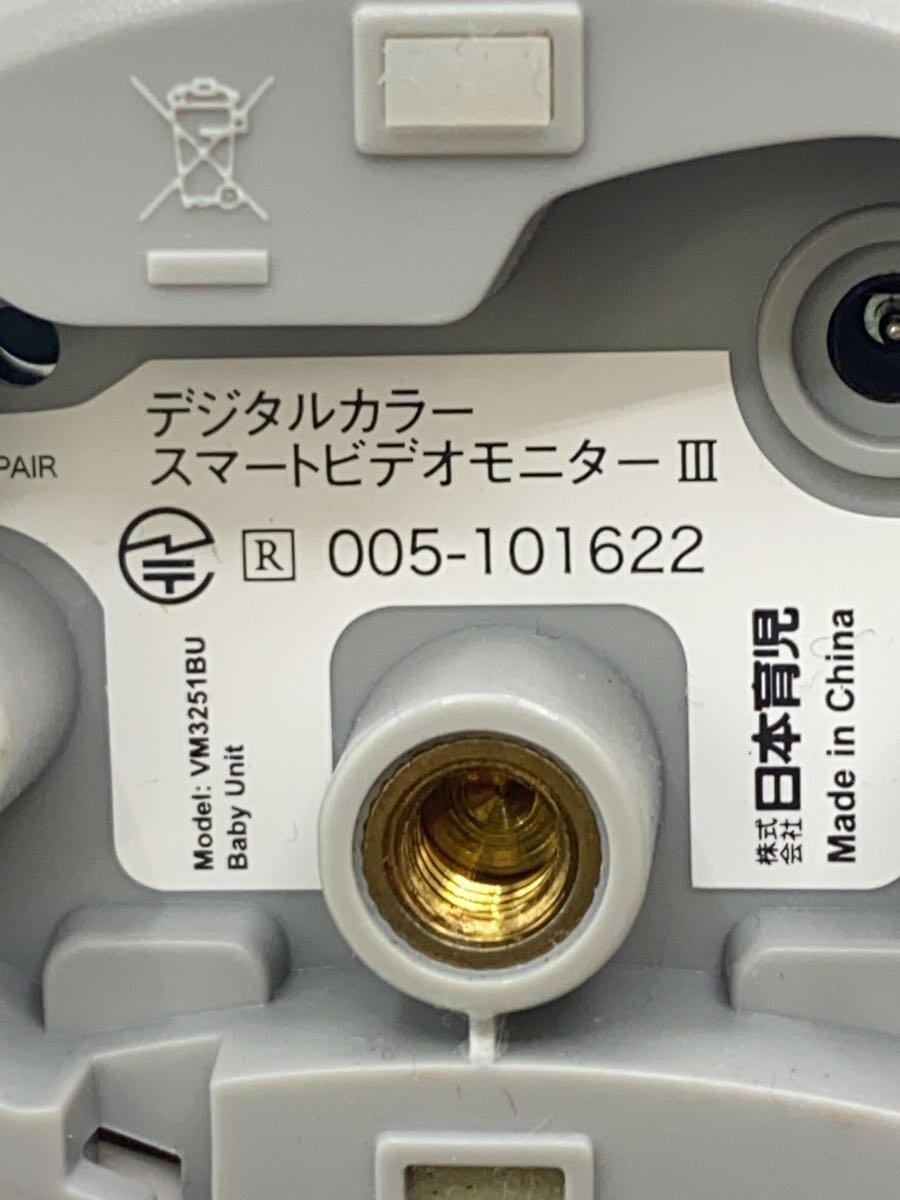 デジタルカラー
スマートビデオモニター III
PAIR
R 005-101622
Model: VM3251BU
Baby Unit
株式会社 日本育児
Made in China